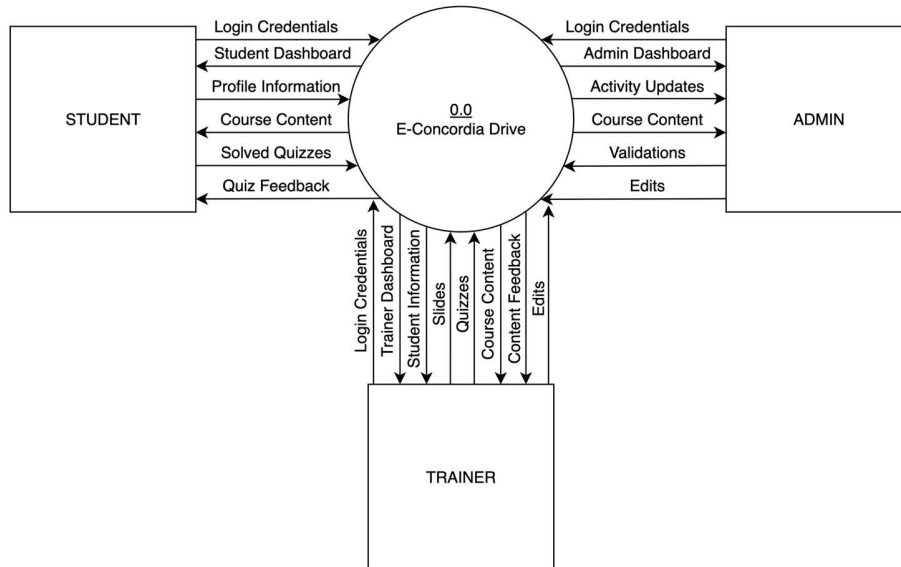 Login Credentials
Student Dashboard
Profile Information
Course Content
Solved Quizzes
Quiz Feedback
STUDENT
0.0
E-Concordia Drive
Login Credentials
Admin Dashboard
Activity Updates
Course Content
Validations
Edits
ADMIN
Login Credentials
Trainer Dashboard
Student Information
Slides
Quizzes
Course Content
Content Feedback
Edits
TRAINER